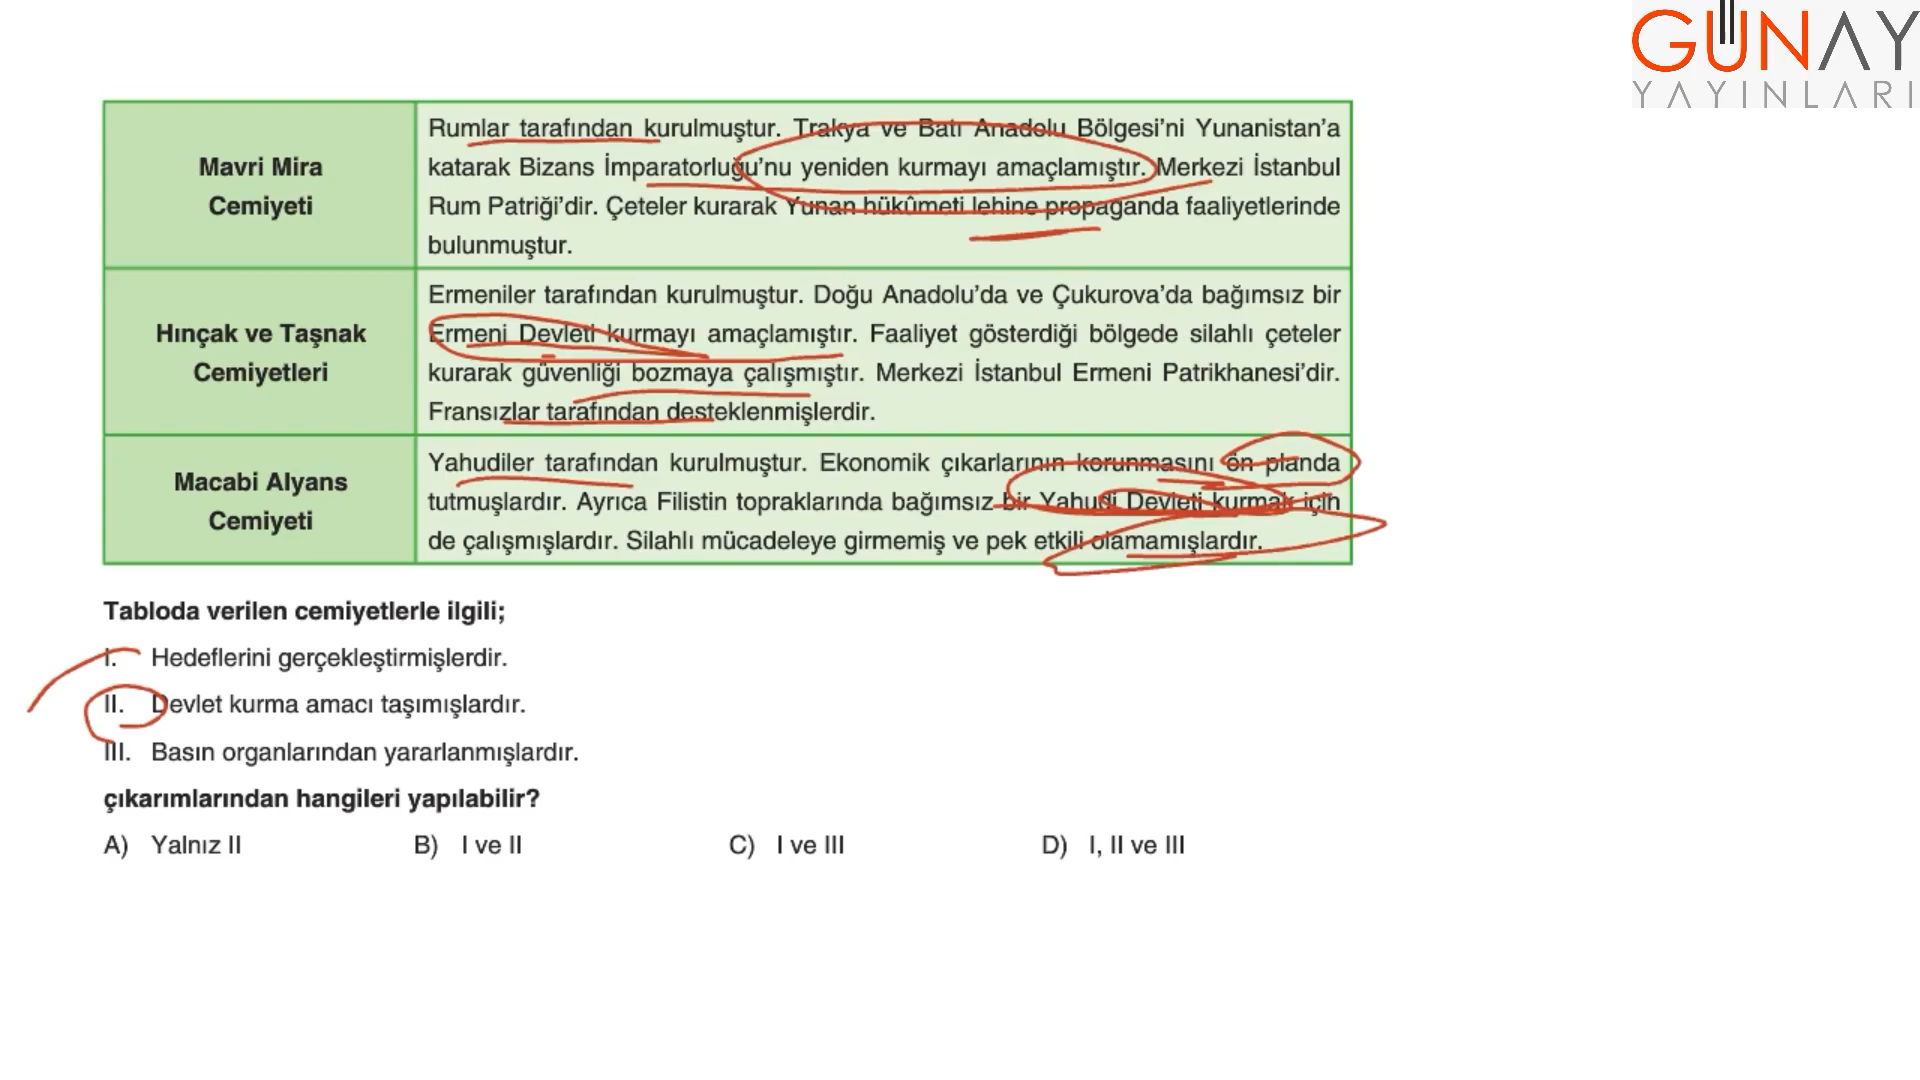 GÜNAY
YAYINLARI
Mavri Mira
Cemiyeti
Rumlar tarafından kurulmuştur. Trakya ve Batı Anadolu Bölgesi’ni Yunanistan’a
katarak Bizans İmparatorluğu’nu yeniden kurmayı amaçlamıştır. Merkezi İstanbul
Rum Patriği’dir. Çeteler kurarak Yunan hükûmeti lehine propaganda faaliyetlerinde
bulunmuştur.
Hınçak ve Taşnak
Cemiyetleri
Ermeniler tarafından kurulmuştur. Doğu Anadolu’da ve Çukurova’da bağımsız bir
Ermeni Devleti kurmayı amaçlamıştır. Faaliyet gösterdiği bölgede silahlı çeteler
kurarak güvenliği bozmaya çalışmıştır. Merkezi İstanbul Ermeni Patrikhanesi’dir.
Fransızlar tarafından desteklenmişlerdir.
Macabi Alyans
Cemiyeti
Yahudiler tarafından kurulmuştur. Ekonomik çıkarlarının korunmasını ön planda
tutmuşlardır. Ayrıca Filistin topraklarında bağımsız bir Yahudi Devleti kurmak için
de çalışmışlardır. Silahlı mücadeleye girmemiş ve pek etkili olamamışlardır.
Tabloda verilen cemiyetlerle ilgili;
I. Hedeflerini gerçekleştirmişlerdir.
II. Devlet kurma amacı taşımışlardır.
III. Basın organlarından yararlanmışlardır.
çıkarımlarından hangileri yapılabilir?
A) Yalnız II B) I ve II C) I ve III D) I, II ve III